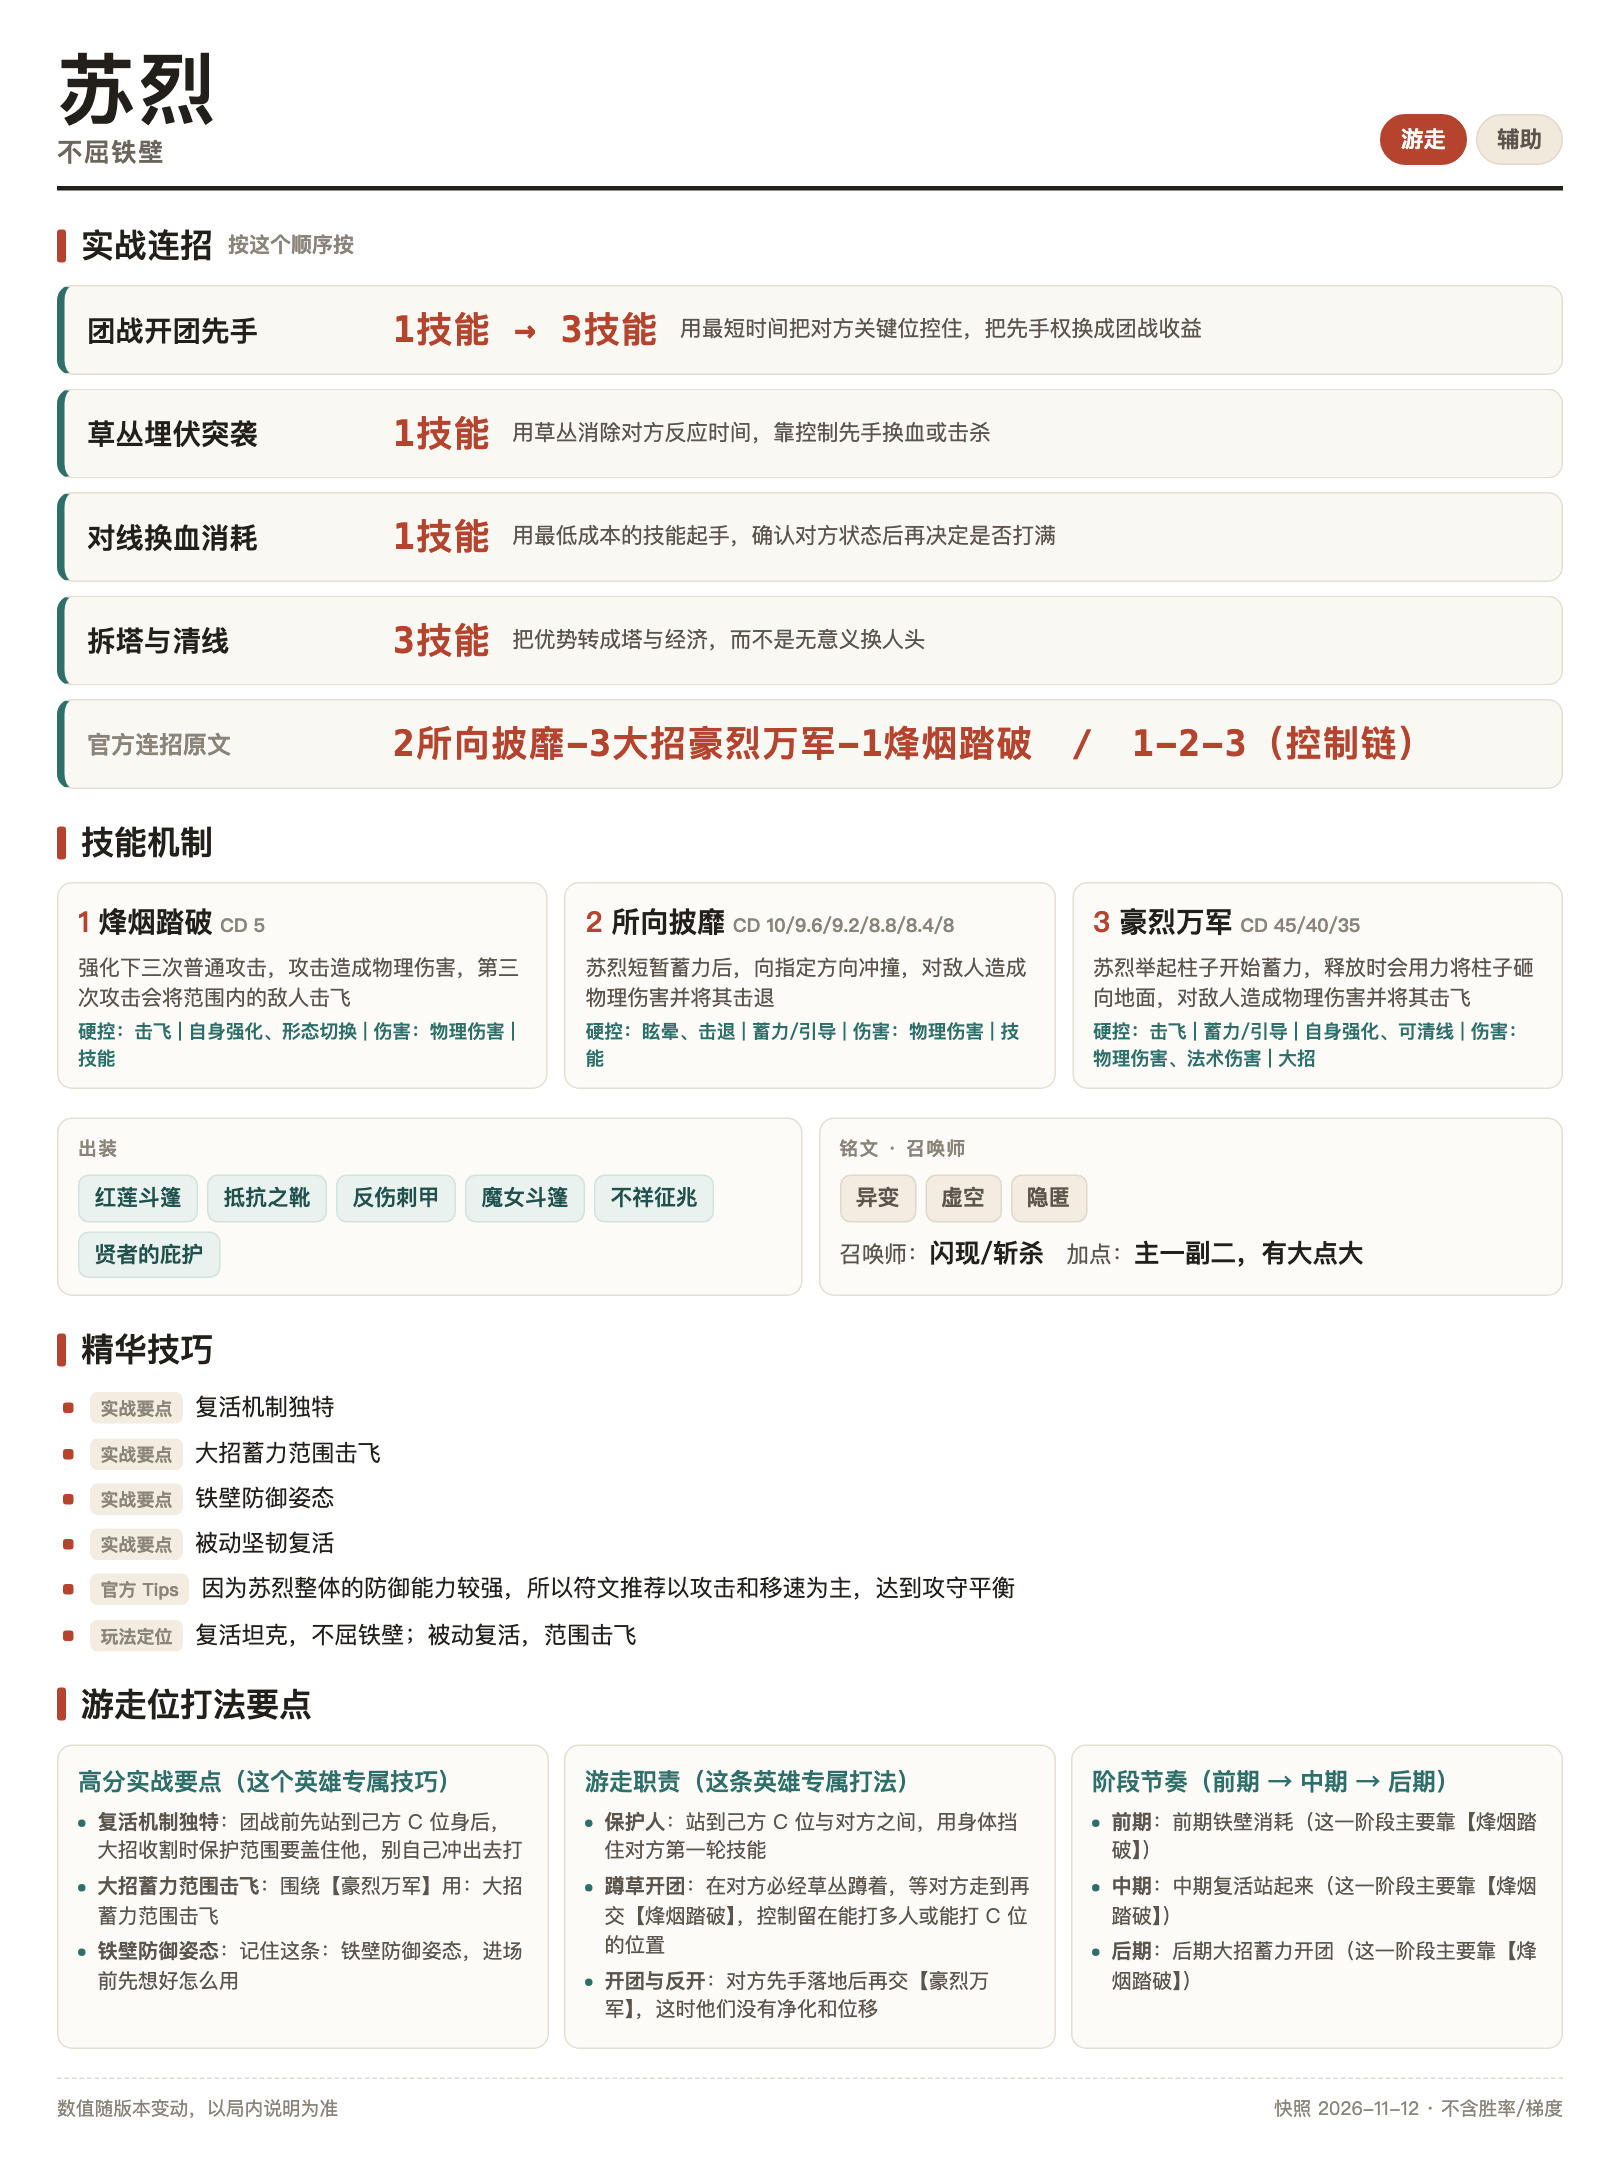 苏烈
不屈铁壁
游走 辅助
实战连招 按这个顺序按
团战开团先手 1技能 → 3技能 用最短时间把对方关键位控住，把先手权换成团战收益
草丛埋伏突袭 1技能 用草丛消除对方反应时间，靠控制先手换血或击杀
对线换血消耗 1技能 用最低成本的技能起手，确认对方状态后再决定是否打满
拆塔与清线 3技能 把优势转成塔与经济，而不是无意义换人头
官方连招原文 2所向披靡-3大招豪烈万军-1烽烟踏破 / 1-2-3（控制链）
技能机制
1 烽烟踏破 CD 5
强化下三次普通攻击，攻击造成物理伤害，第三
次攻击会将范围内的敌人击飞
硬控：击飞 | 自身强化、形态切换 | 伤害：物理伤害 |
技能
2 所向披靡 CD 10/9.6/9.2/8.8/8.4/8
苏烈短暂蓄力后，向指定方向冲撞，对敌人造成
物理伤害并将其击退
硬控：眩晕、击退 | 蓄力/引导 | 伤害：物理伤害 | 技
能
3 豪烈万军 CD 45/40/35
苏烈举起柱子开始蓄力，释放时会用力将柱子砸
向地面，对敌人造成物理伤害并将其击飞
硬控：击飞 | 蓄力/引导 | 自身强化、可清线 | 伤害：
物理伤害、法术伤害 | 大招
出装
红莲斗篷 抵抗之靴 反伤刺甲 魔女斗篷 不祥征兆
贤者的庇护
铭文 · 召唤师
异变 虚空 隐匿
召唤师：闪现/斩杀 加点：主一副二，有大点大
精华技巧
实战要点 复活机制独特
实战要点 大招蓄力范围击飞
实战要点 铁壁防御姿态
实战要点 被动坚韧复活
官方 Tips 因为苏烈整体的防御能力较强，所以符文推荐以攻击和移速为主，达到攻守平衡
玩法定位 复活坦克，不屈铁壁；被动复活，范围击飞
游走位打法要点
高分实战要点（这个英雄专属技巧）
复活机制独特：团战前先站到己方 C 位身后，
大招收割时保护范围要盖住他，别自己冲出去打
大招蓄力范围击飞：围绕【豪烈万军】用：大招
蓄力范围击飞
铁壁防御姿态：记住这条：铁壁防御姿态，进场
前先想好怎么用
游走职责（这条英雄专属打法）
保护人：站到己方 C 位与对方之间，用身体挡
住对方第一轮技能
蹲草开团：在对方必经草丛蹲着，等对方走到再
交【烽烟踏破】，控制留在能打多人或能打 C 位
的位置
开团与反开：对方先手落地后再交【豪烈万
军】，这时他们没有净化和位移
阶段节奏（前期 → 中期 → 后期）
前期：前期铁壁消耗（这一阶段主要靠【烽烟踏
破】）
中期：中期复活站起来（这一阶段主要靠【烽烟
踏破】）
后期：后期大招蓄力开团（这一阶段主要靠【烽
烟踏破】）
数值随版本变动，以局内说明为准
快照 2026-11-12 · 不含胜率/梯度